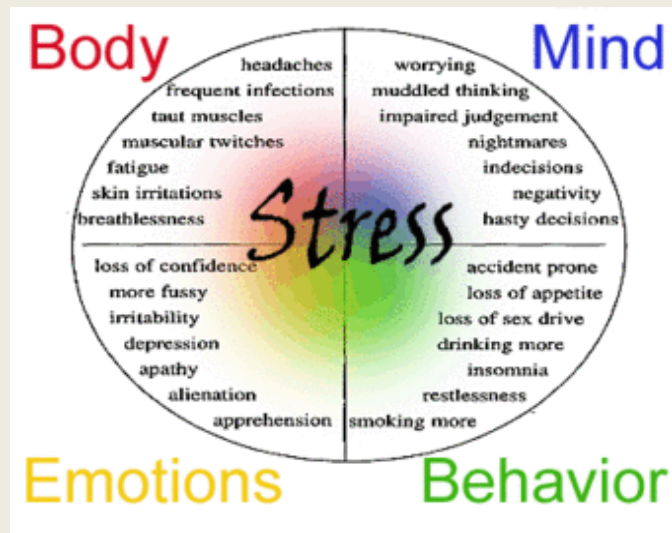 Body
headaches
frequent infections
taut muscles
muscular twitches
fatigue
skin irritations
breathlessness
Mind
worrying
muddled thinking
impaired judgement
nightmares
indecisions
negativity
hasty decisions
Stress
loss of confidence
more fussy
irritability
depression
apathy
alienation
apprehension
Emotions
accident prone
loss of appetite
loss of sex drive
drinking more
insomnia
restlessness
smoking more
Behavior